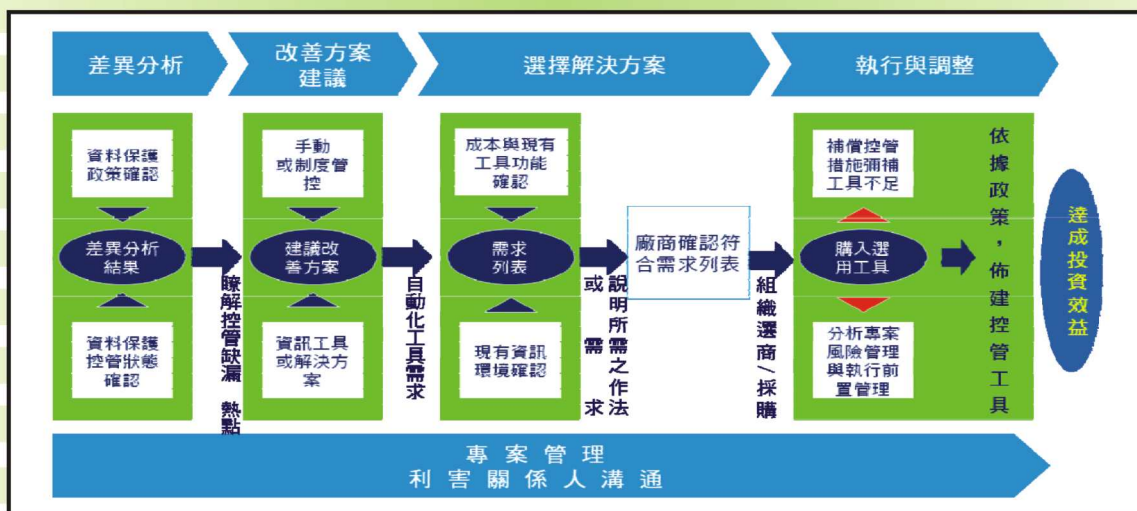 差異分析
改善方案
建議
選擇解決方案
執行與調整
資料保護
政策確認
差異分析
結果
資料保護
控管狀態
確認
瞭解控管缺漏 熱點
手動
或制度管
控
建議改
善方案
資訊工具
或解決方
案
自動化工具需求
成本與現有
工具功能
確認
需求
列表
現有資訊
環境確認
說明所需之作法
或需求
廠商確認符
合需求列表
組織選商/採購
補償控管
措施彌補
工具不足
購入選
用工具
分析專案
風險管理
與執行前
置管理
依據政策，佈建控管工具
達成投資效益
專案管理
利害關係人溝通